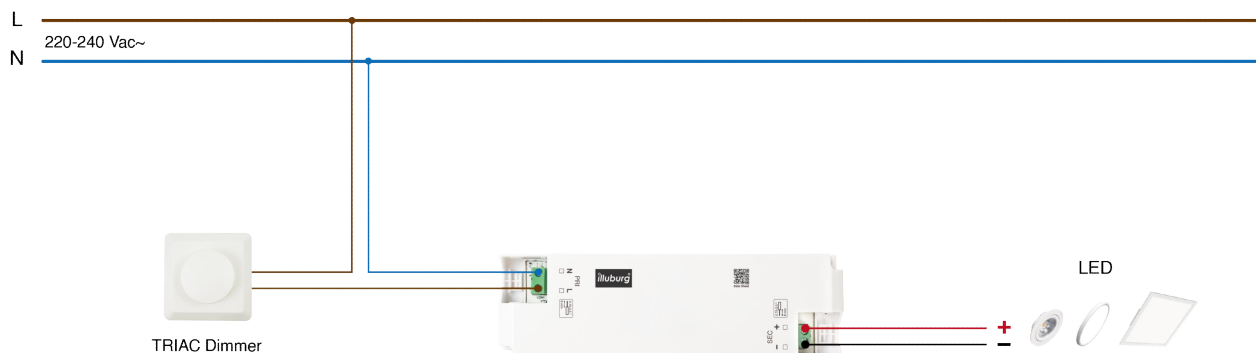 L
220-240 Vac~
N
N
PRI
L
illuburg
LED
+
SEC
-
+
−
TRIAC Dimmer